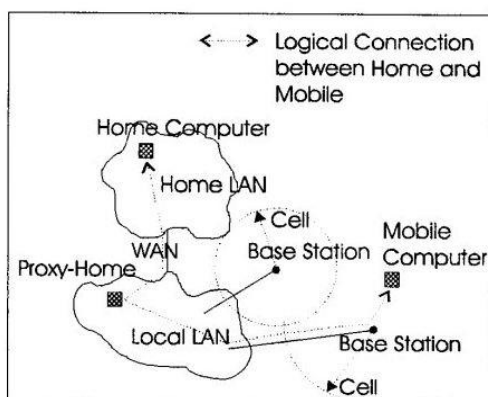 Logical Connection
between Home and
Mobile
Home Computer
Home LAN
Cell
Mobile
Computer
WAN
Base Station
Proxy-Home
Local LAN
Base Station
Cell